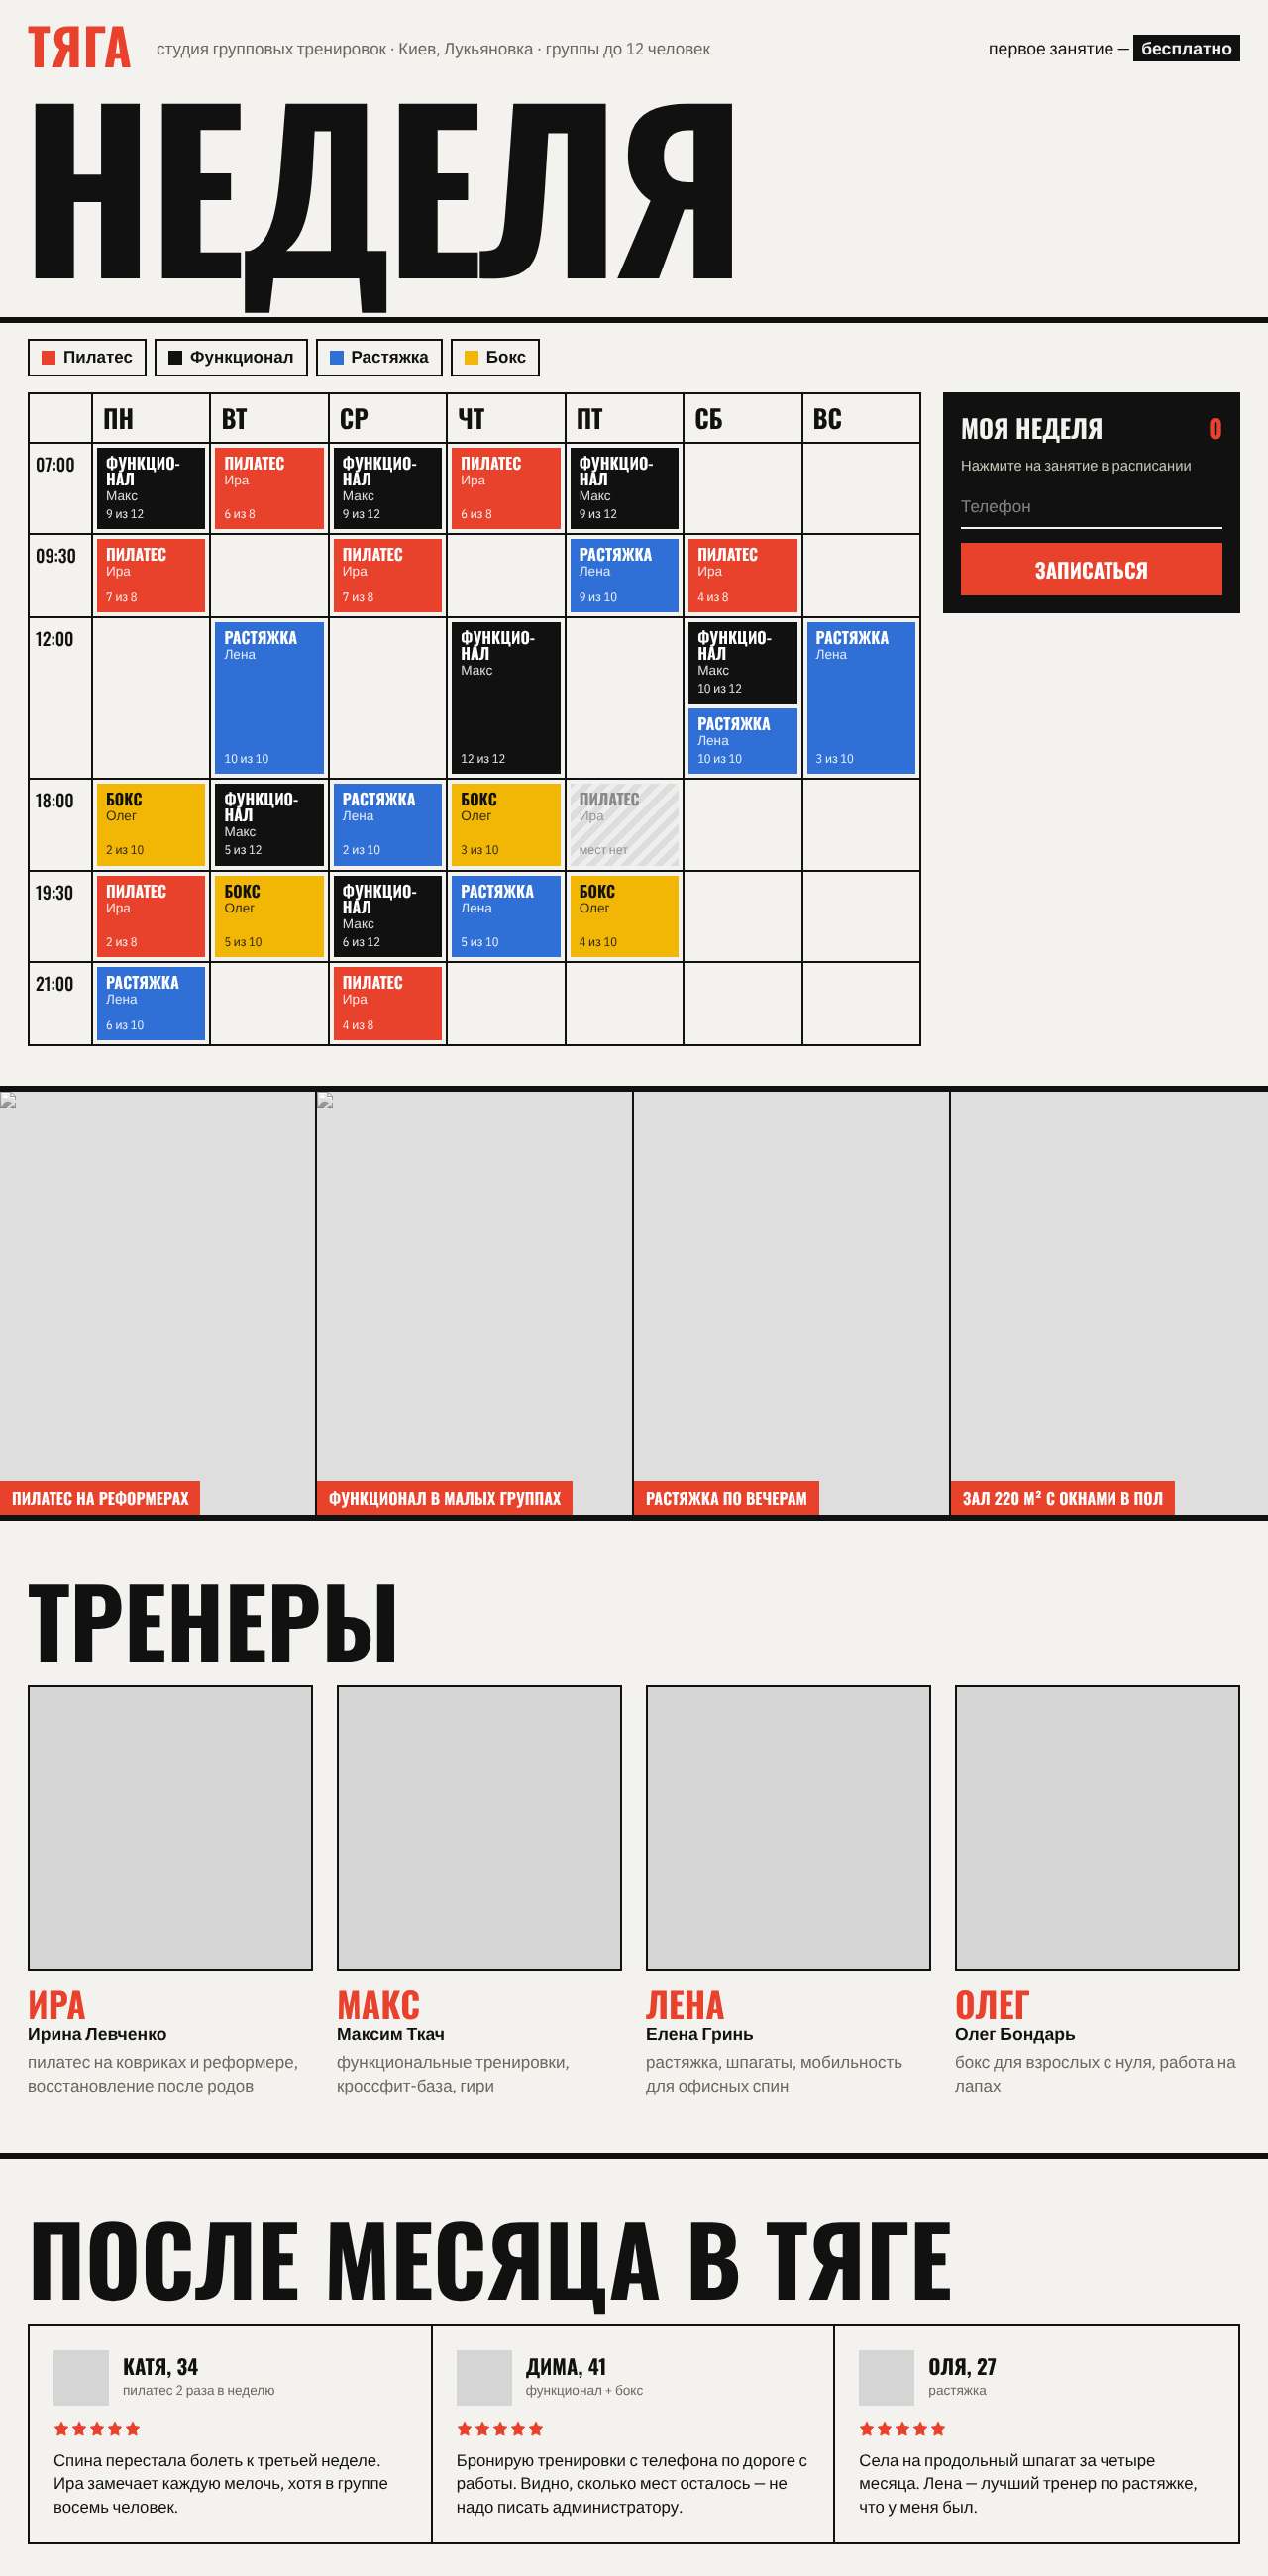 ТЯГА
студия групповых тренировок · Киев, Лукьяновка · группы до 12 человек
первое занятие — бесплатно
НЕДЕЛЯ
Пилатес
Функционал
Растяжка
Бокс
ПН ВТ СР ЧТ ПТ СБ ВС
07:00
ФУНКЦИО-
НАЛ
Макс
9 из 12
ПИЛАТЕС
Ира
6 из 8
ФУНКЦИО-
НАЛ
Макс
9 из 12
ПИЛАТЕС
Ира
6 из 8
ФУНКЦИО-
НАЛ
Макс
9 из 12
09:30
ПИЛАТЕС
Ира
7 из 8
ПИЛАТЕС
Ира
7 из 8
РАСТЯЖКА
Лена
9 из 10
ПИЛАТЕС
Ира
4 из 8
12:00
РАСТЯЖКА
Лена
10 из 10
ФУНКЦИО-
НАЛ
Макс
12 из 12
ФУНКЦИО-
НАЛ
Макс
10 из 12
РАСТЯЖКА
Лена
10 из 10
РАСТЯЖКА
Лена
3 из 10
18:00
БОКС
Олег
2 из 10
ФУНКЦИО-
НАЛ
Макс
5 из 12
РАСТЯЖКА
Лена
2 из 10
БОКС
Олег
3 из 10
ПИЛАТЕС
Ира
мест нет
19:30
ПИЛАТЕС
Ира
2 из 8
БОКС
Олег
5 из 10
ФУНКЦИО-
НАЛ
Макс
6 из 12
РАСТЯЖКА
Лена
5 из 10
БОКС
Олег
4 из 10
21:00
РАСТЯЖКА
Лена
6 из 10
ПИЛАТЕС
Ира
4 из 8
МОЯ НЕДЕЛЯ 0
Нажмите на занятие в расписании
Телефон
ЗАПИСАТЬСЯ
ПИЛАТЕС НА РЕФОРМЕРАХ
ФУНКЦИОНАЛ В МАЛЫХ ГРУППАХ
РАСТЯЖКА ПО ВЕЧЕРАМ
ЗАЛ 220 М² С ОКНАМИ В ПОЛ
ТРЕНЕРЫ
ИРА
Ирина Левченко
пилатес на ковриках и реформере,
восстановление после родов
МАКС
Максим Ткач
функциональные тренировки,
кроссфит-база, гири
ЛЕНА
Елена Гринь
растяжка, шпагаты, мобильность
для офисных спин
ОЛЕГ
Олег Бондарь
бокс для взрослых с нуля, работа на
лапах
ПОСЛЕ МЕСЯЦА В ТЯГЕ
КАТЯ, 34
пилатес 2 раза в неделю
★★★★★
Спина перестала болеть к третьей неделе.
Ира замечает каждую мелочь, хотя в группе
восемь человек.
ДИМА, 41
функционал + бокс
★★★★★
Бронирую тренировки с телефона по дороге с
работы. Видно, сколько мест осталось — не
надо писать администратору.
ОЛЯ, 27
растяжка
★★★★★
Села на продольный шпагат за четыре
месяца. Лена — лучший тренер по растяжке,
что у меня был.